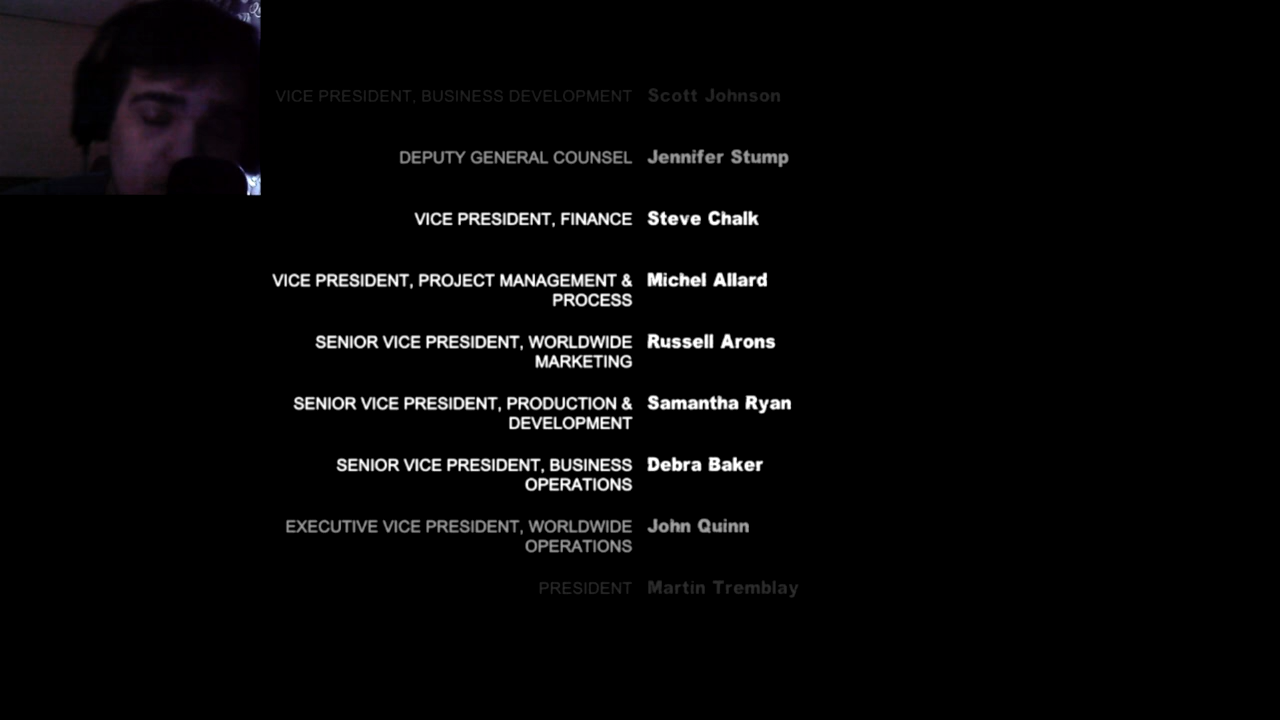 VICE PRESIDENT, BUSINESS DEVELOPMENT Scott Johnson
DEPUTY GENERAL COUNSEL Jennifer Stump
VICE PRESIDENT, FINANCE Steve Chalk
VICE PRESIDENT, PROJECT MANAGEMENT & Michel Allard
PROCESS
SENIOR VICE PRESIDENT, WORLDWIDE Russell Arons
MARKETING
SENIOR VICE PRESIDENT, PRODUCTION & Samantha Ryan
DEVELOPMENT
SENIOR VICE PRESIDENT, BUSINESS Debra Baker
OPERATIONS
EXECUTIVE VICE PRESIDENT, WORLDWIDE John Quinn
OPERATIONS
PRESIDENT Martin Tremblay